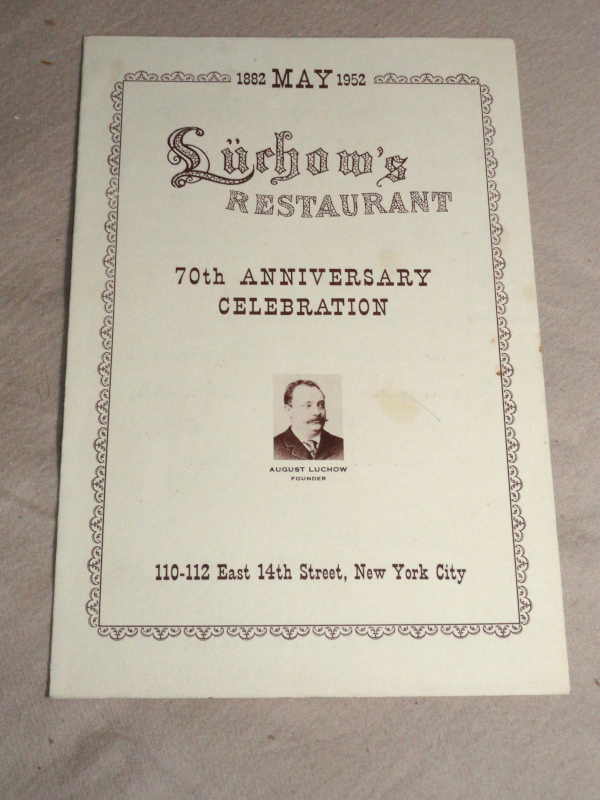 1882 MAY 1952
Lüchow's
RESTAURANT
70th ANNIVERSARY
CELEBRATION
AUGUST LUCHOW
FOUNDER
110-112 East 14th Street, New York City